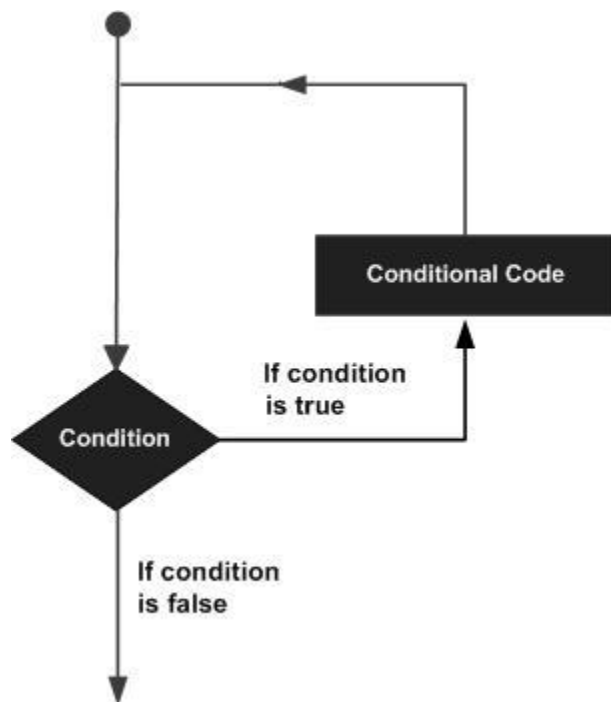 Conditional Code
If condition
is true
Condition
If condition
is false